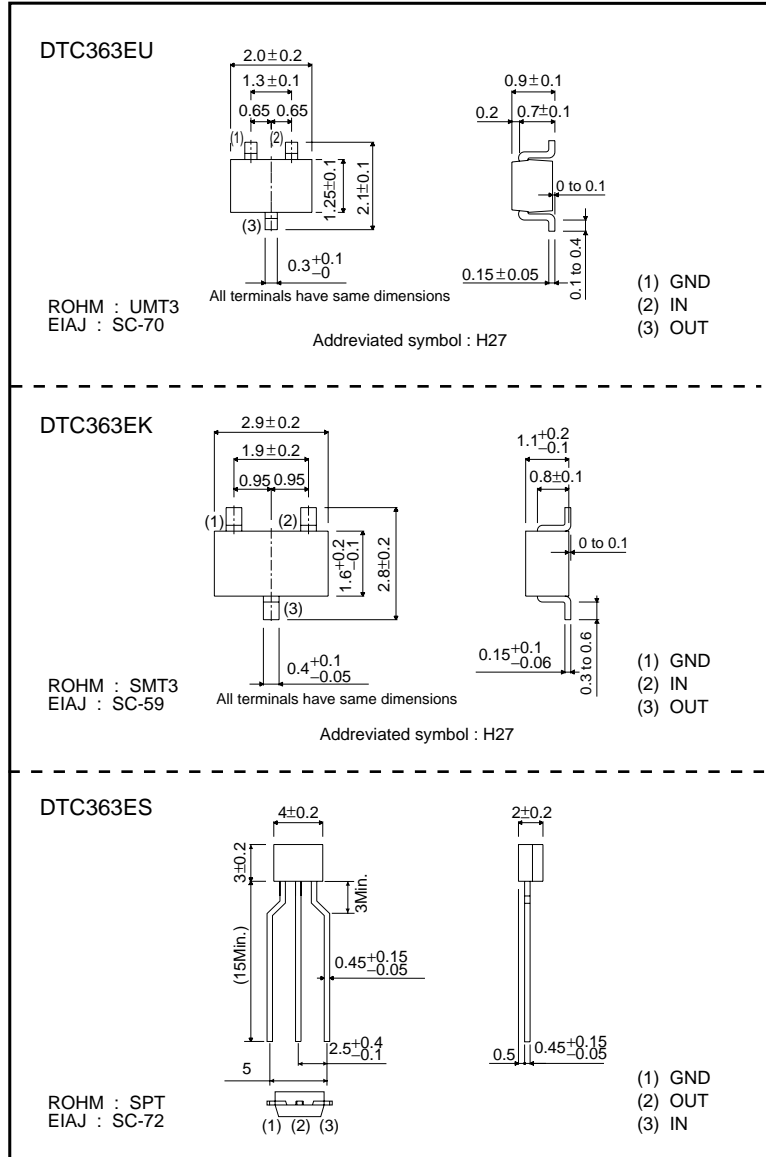 DTC363EU
2.0±0.2
1.3±0.1
0.65 0.65
(1) (2)
1.25±0.1
2.1±0.1
(3)
0.3+0.1
−0
All terminals have same dimensions
0.9±0.1
0.2 0.7±0.1
0 to 0.1
0.15±0.05
0.1 to 0.4
ROHM : UMT3
EIAJ : SC-70
Addreviated symbol : H27
(1) GND
(2) IN
(3) OUT
DTC363EK
2.9±0.2
1.9±0.2
0.95 0.95
(1) (2)
1.6+0.2
−0.1
2.8±0.2
(3)
0.4+0.1
−0.05
All terminals have same dimensions
1.1+0.2
−0.1
0.8±0.1
0 to 0.1
0.15+0.1
−0.06
0.3 to 0.6
ROHM : SMT3
EIAJ : SC-59
Addreviated symbol : H27
(1) GND
(2) IN
(3) OUT
DTC363ES
4±0.2
3±0.2
3Min.
(15Min.)
0.45+0.15
−0.05
2.5+0.4
−0.1
5
(1) (2) (3)
2±0.2
0.5 0.45+0.15
−0.05
ROHM : SPT
EIAJ : SC-72
(1) GND
(2) OUT
(3) IN